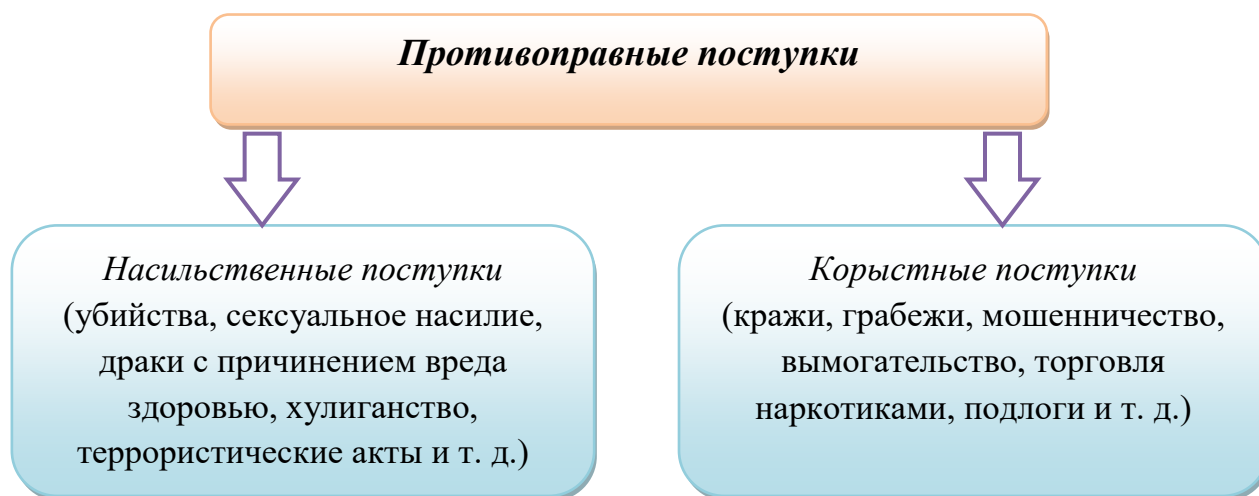 Противоправные поступки
Насильственные поступки
(убийства, сексуальное насилие,
драки с причинением вреда
здоровью, хулиганство,
террористические акты и т. д.)
Корыстные поступки
(кражи, грабежи, мошенничество,
вымогательство, торговля
наркотиками, подлоги и т. д.)